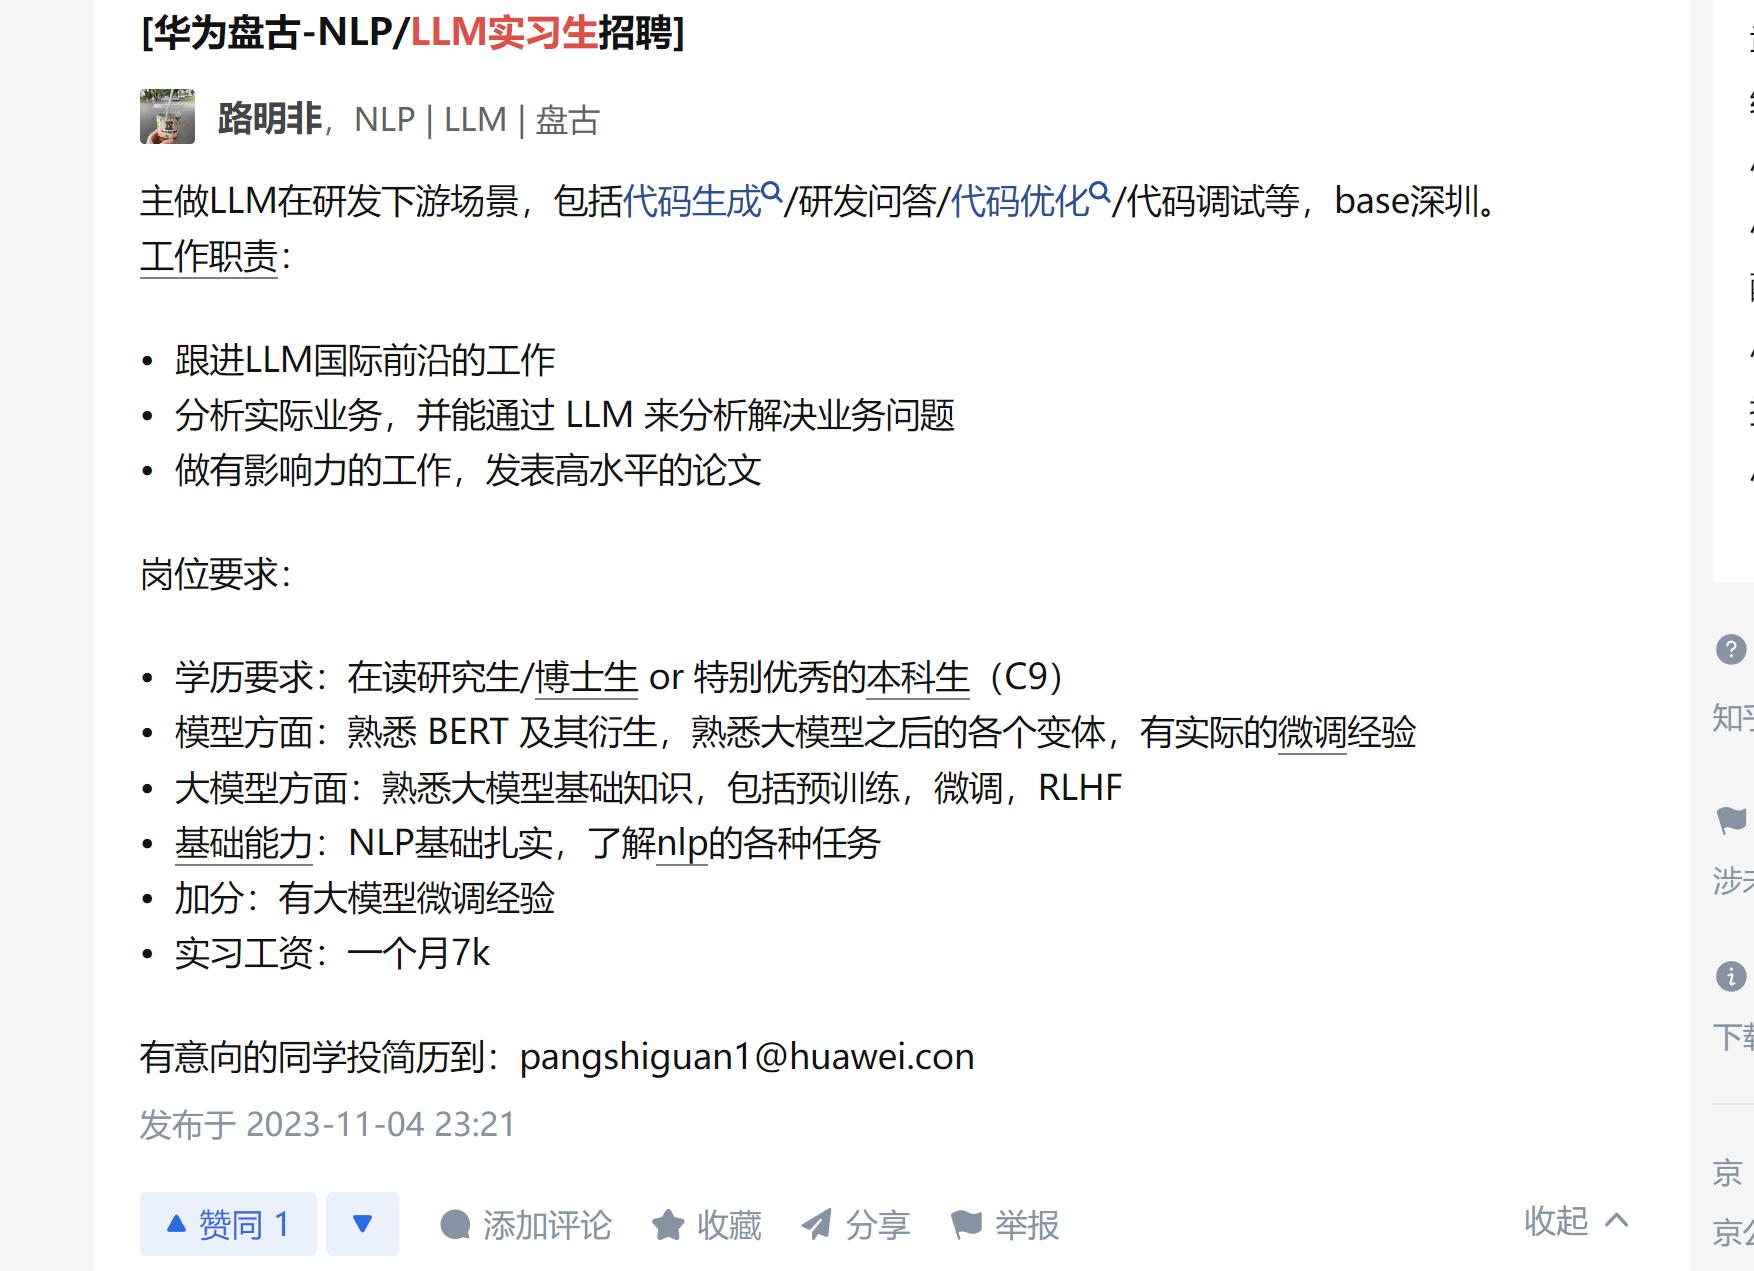 [华为盘古-NLP/LLM实习生招聘]
路明非，NLP | LLM | 盘古
主做LLM在研发下游场景，包括代码生成/研发问答/代码优化/代码调试等，base深圳。
工作职责：
• 跟进LLM国际前沿的工作
• 分析实际业务，并能通过 LLM 来分析解决业务问题
• 做有影响力的工作，发表高水平的论文
岗位要求：
• 学历要求：在读研究生/博士生 or 特别优秀的本科生（C9）
• 模型方面：熟悉 BERT 及其衍生，熟悉大模型之后的各个变体，有实际的微调经验
• 大模型方面：熟悉大模型基础知识，包括预训练，微调，RLHF
• 基础能力：NLP基础扎实，了解nlp的各种任务
• 加分：有大模型微调经验
• 实习工资：一个月7k
有意向的同学投简历到：pangshiguan1@huawei.con
发布于 2023-11-04 23:21
赞同 1 添加评论 收藏 分享 举报 收起
知乎
涉未
下载
京
京公